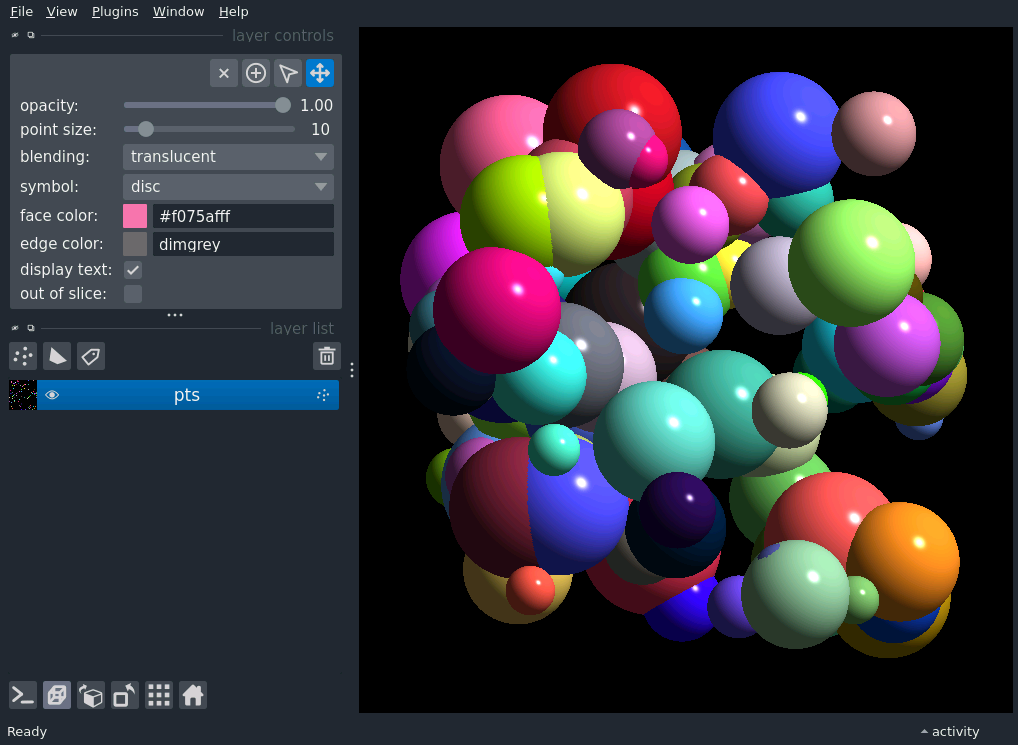 File View Plugins Window Help
layer controls
opacity: 1.00
point size: 10
blending: translucent
symbol: disc
face color: #f075afff
edge color: dimgrey
display text:
out of slice:
layer list
pts
Ready activity